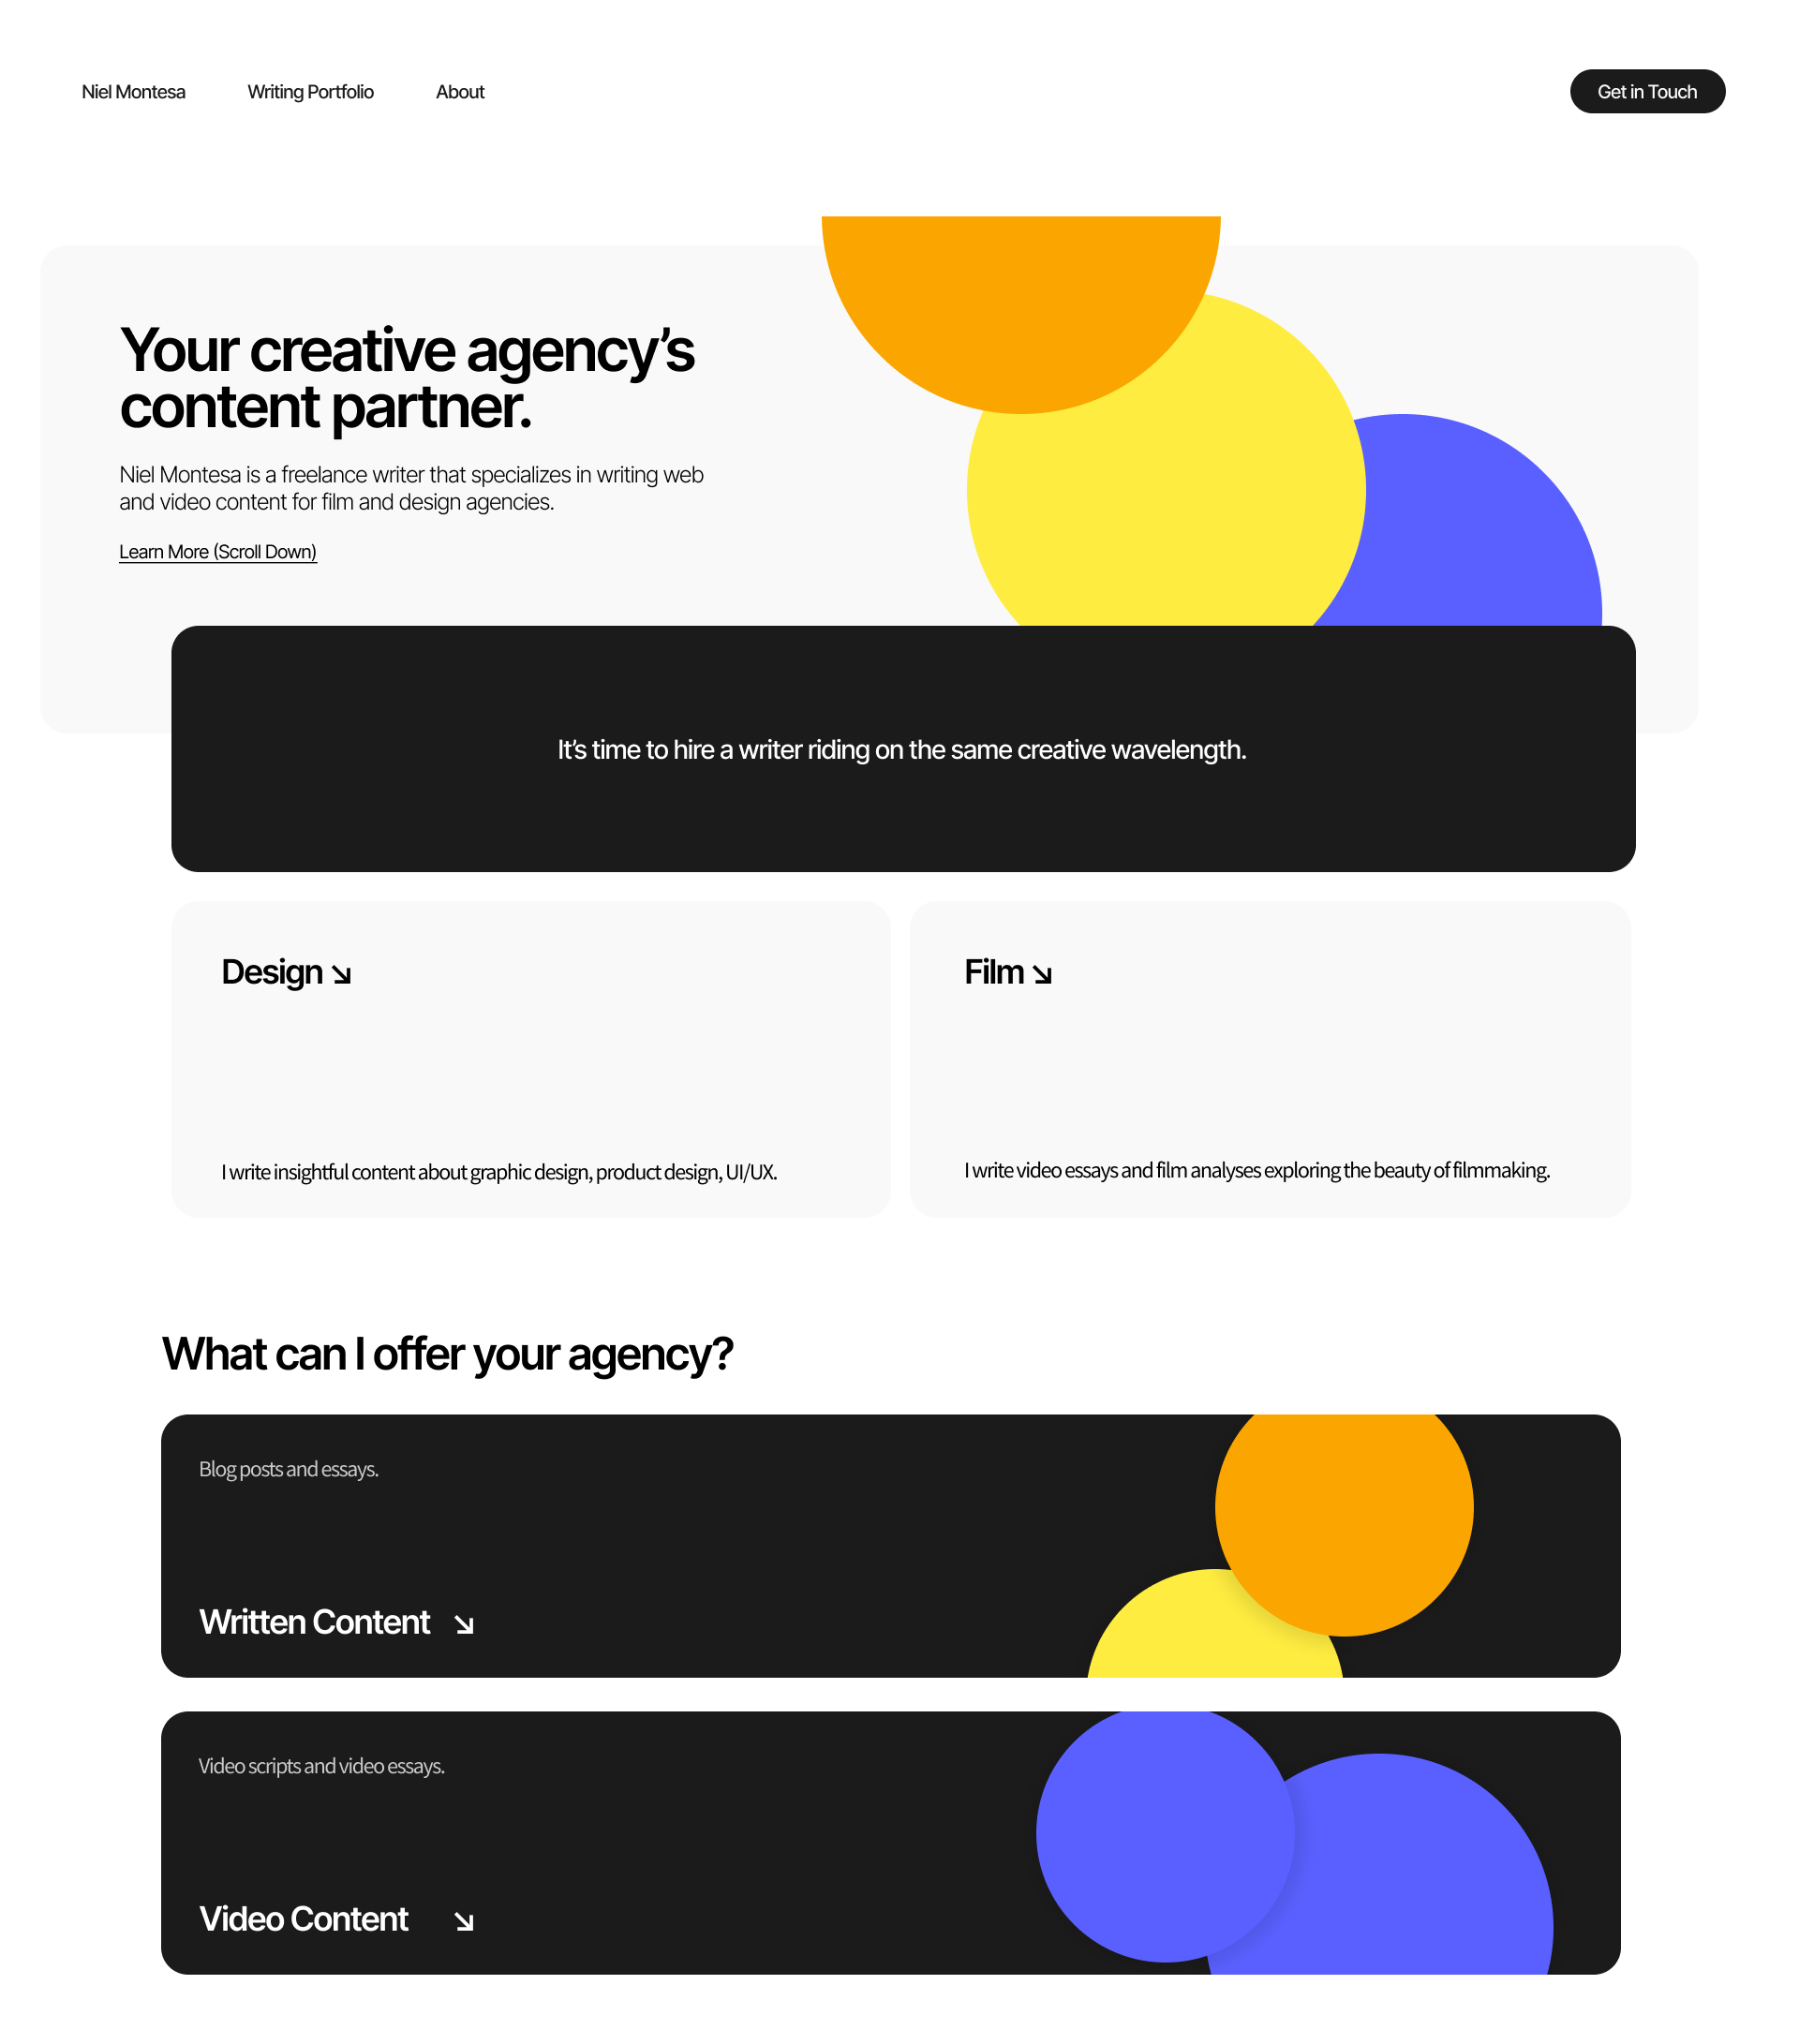 Niel Montesa
Writing Portfolio
About
Get in Touch
Your creative agency’s
content partner.
Niel Montesa is a freelance writer that specializes in writing web
and video content for film and design agencies.
Learn More (Scroll Down)
It’s time to hire a writer riding on the same creative wavelength.
Design ↘
I write insightful content about graphic design, product design, UI/UX.
Film ↘
I write video essays and film analyses exploring the beauty of filmmaking.
What can I offer your agency?
Blog posts and essays.
Written Content ↘
Video scripts and video essays.
Video Content ↘